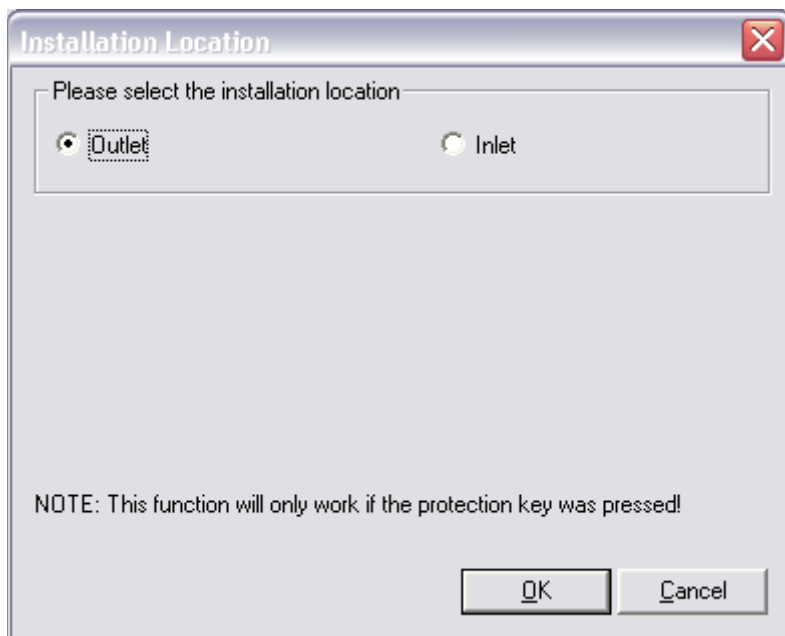 Installation Location
Please select the installation location
Outlet Inlet
NOTE: This function will only work if the protection key was pressed!
OK Cancel